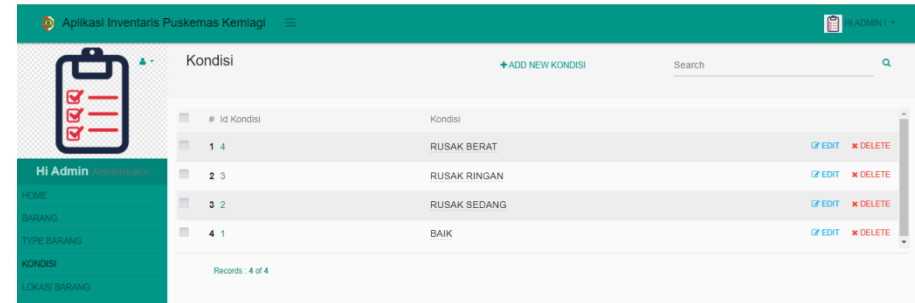 Aplikasi Inventaris Puskemas Kemlagi
HI ADMIN !
Kondisi
+ADD NEW KONDISI
Search
# Id Kondisi Kondisi
1 4 RUSAK BERAT EDIT DELETE
2 3 RUSAK RINGAN EDIT DELETE
3 2 RUSAK SEDANG EDIT DELETE
4 1 BAIK EDIT DELETE
Records : 4 of 4
Hi Admin Administrator
HOME
BARANG
TYPE BARANG
KONDISI
LOKASI BARANG